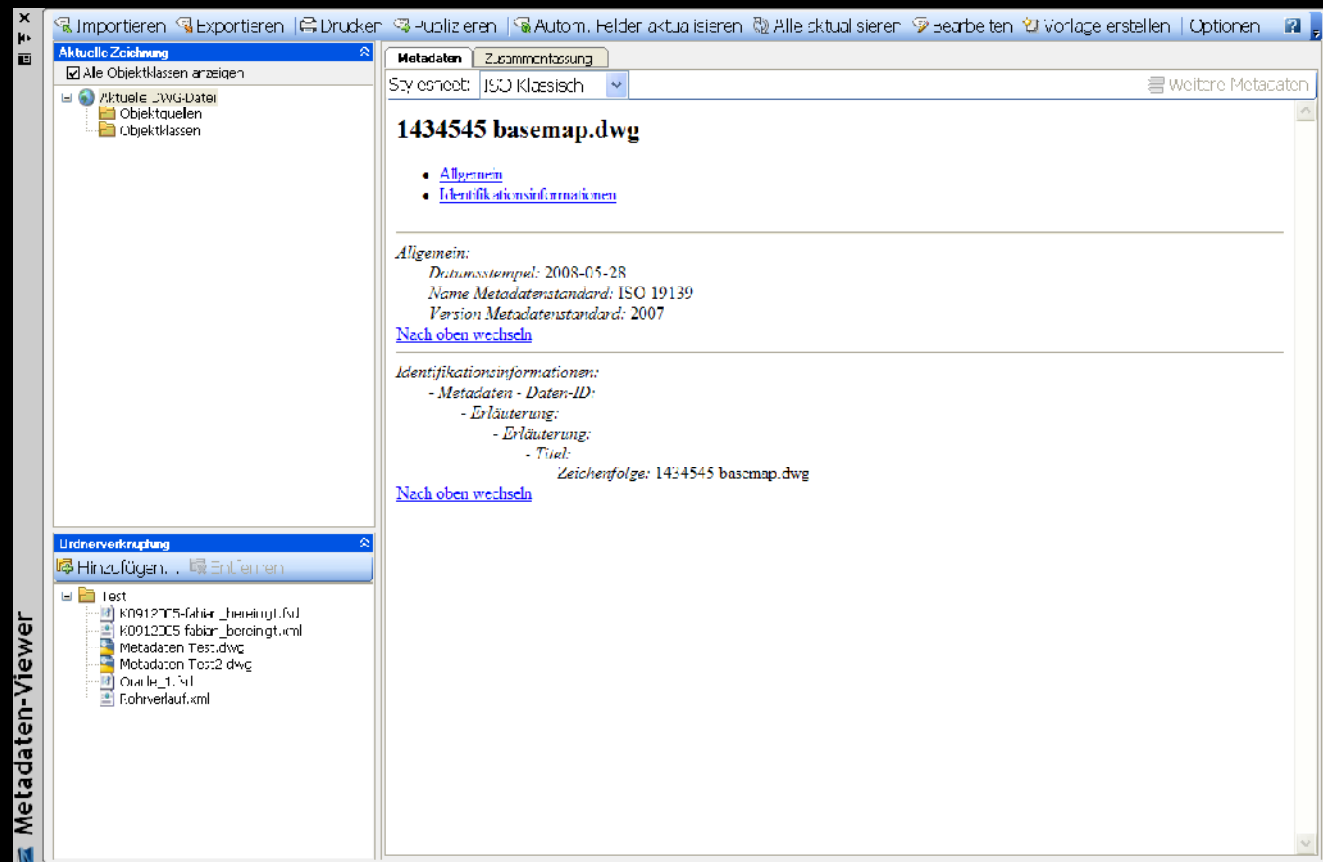 Importieren Exportieren Drucken Publizieren Autom. Felder aktualisieren Alle aktualisieren Bearbeiten Vorlage erstellen Optionen
Aktuelle Zeichnung
Alle Objektklassen anzeigen
Aktuelle DWG-Datei
Objektquellen
Objektklassen
Metadaten Zusammenfassung
Stylesheet: ISO Klassisch Weitere Metadaten
1434545 basemap.dwg
• Allgemein
• Identifikationsinformationen
Allgemein:
Datumsstempel: 2008-05-28
Name Metadatenstandard: ISO 19139
Version Metadatenstandard: 2007
Nach oben wechseln
Identifikationsinformationen:
- Metadaten - Daten-ID:
- Erläuterung:
- Erläuterung:
- Titel:
Zeichenfolge: 1434545 basemap.dwg
Nach oben wechseln
Ordnerverknüpfung
Hinzufügen... Entfernen
Test
Metadaten Test.dwg
Metadaten Test2.dwg
Rohrverlauf.xml
Metadaten-Viewer